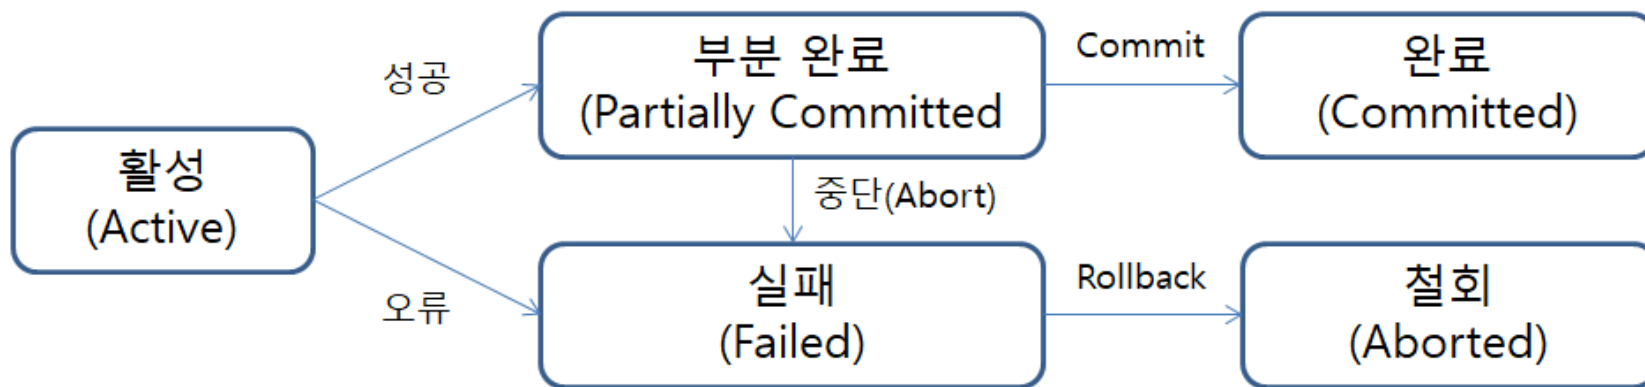 부분 완료
(Partially Committed
Commit
완료
(Committed)
성공
활성
(Active)
중단(Abort)
오류
실패
(Failed)
Rollback
철회
(Aborted)